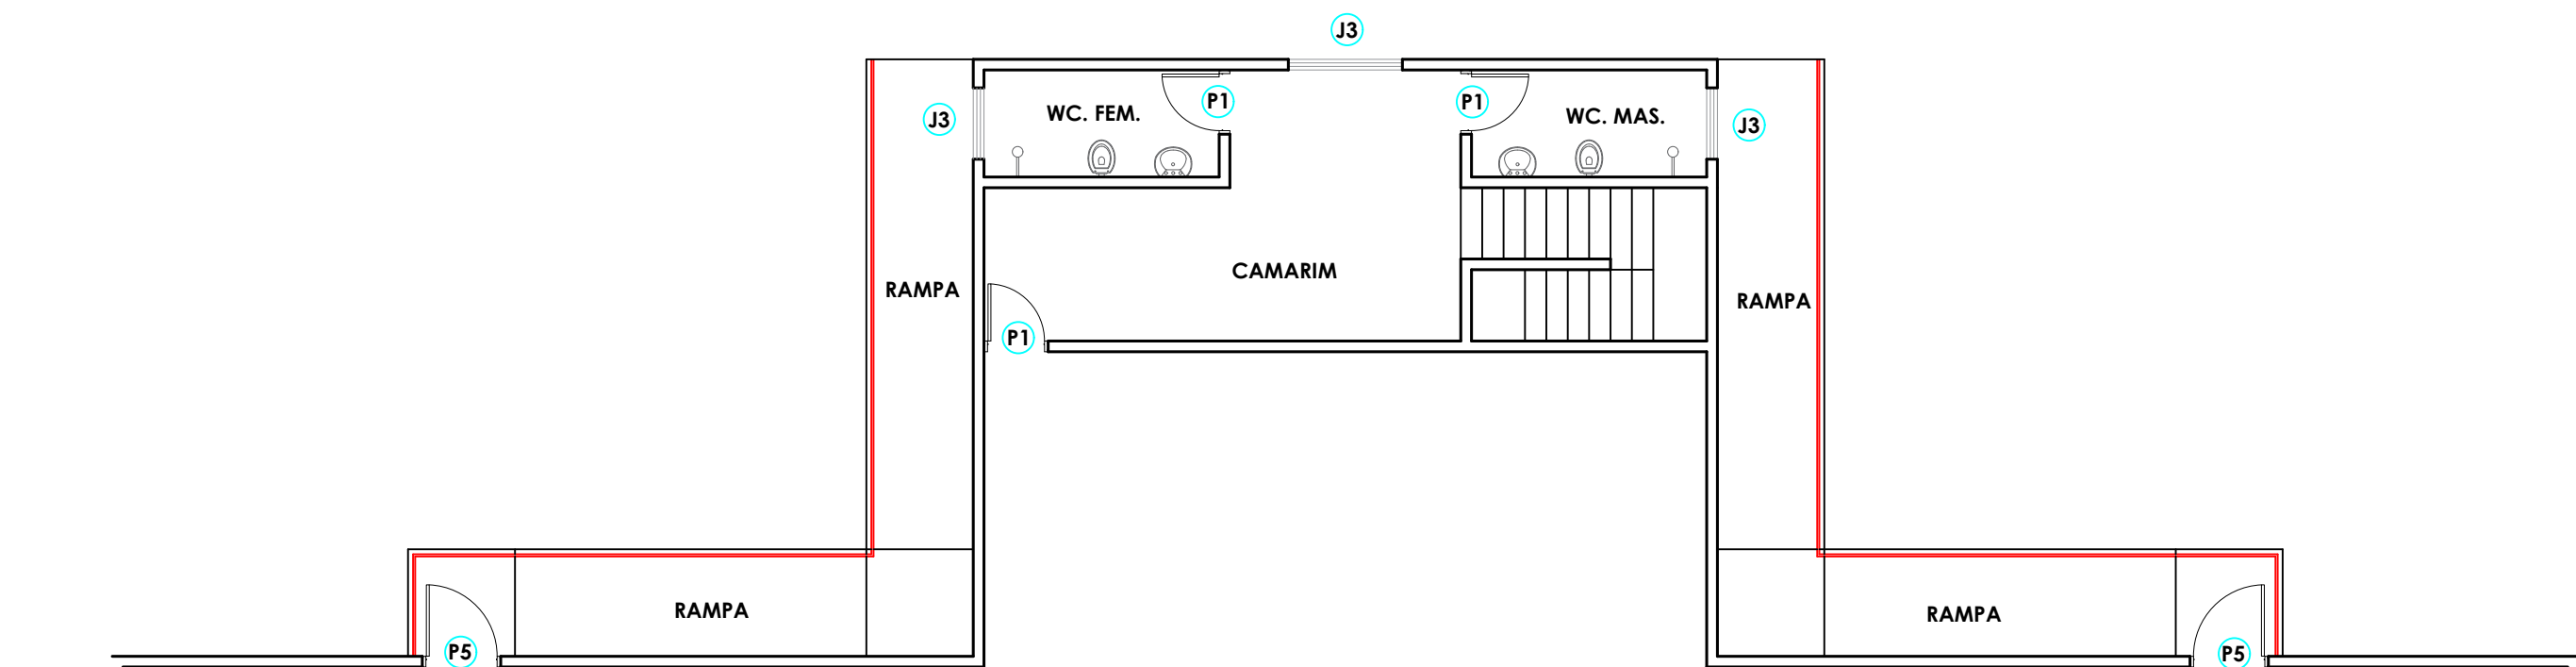 J3
P1
P1
WC. FEM.
WC. MAS.
J3
J3
CAMARIM
RAMPA
RAMPA
P1
RAMPA
RAMPA
P5
P5